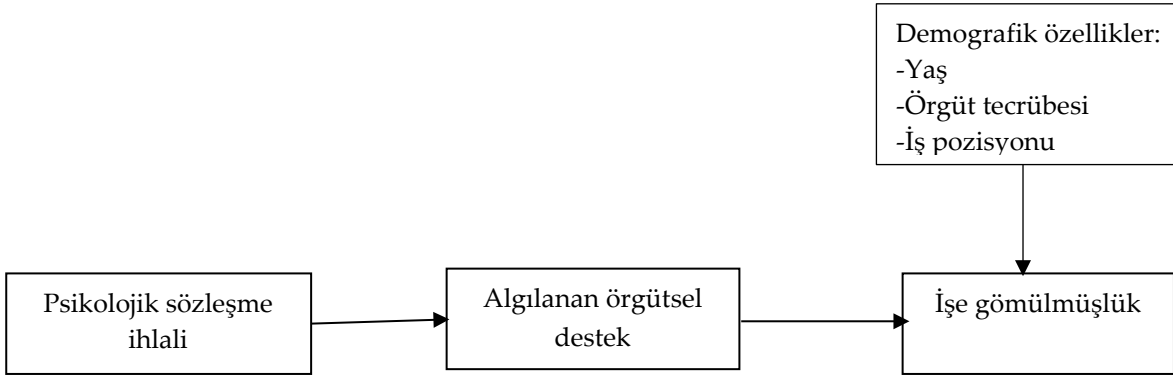 Demografik özellikler:
-Yaş
-Örgüt tecrübesi
-İş pozisyonu
Psikolojik sözleşme
ihlali
Algılanan örgütsel
destek
İşe gömülmüşlük